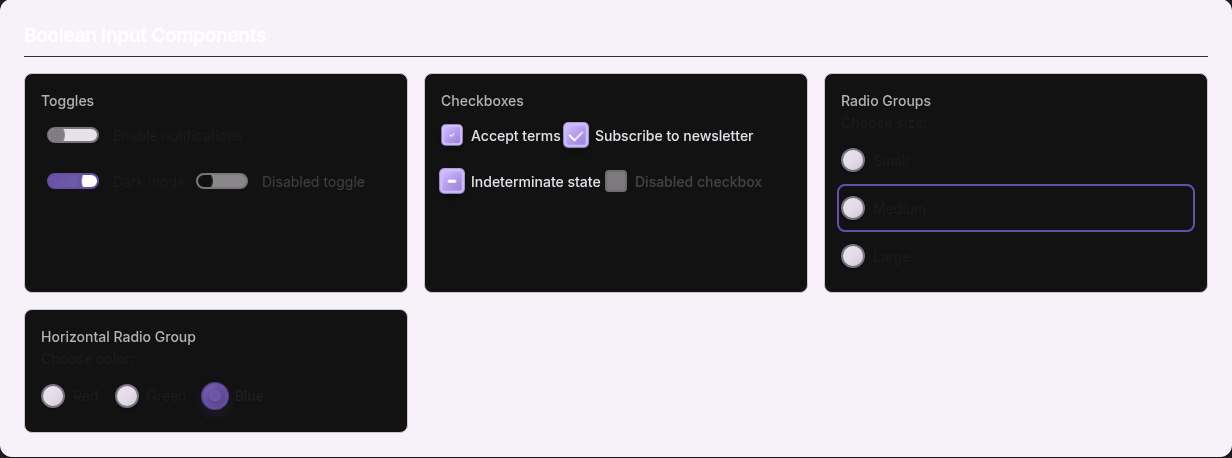 Boolean Input Components
Toggles
Enable notifications
Dark mode
Disabled toggle
Checkboxes
Accept terms
Subscribe to newsletter
Indeterminate state
Disabled checkbox
Radio Groups
Choose size:
Small
Medium
Large
Horizontal Radio Group
Choose color:
Red
Green
Blue